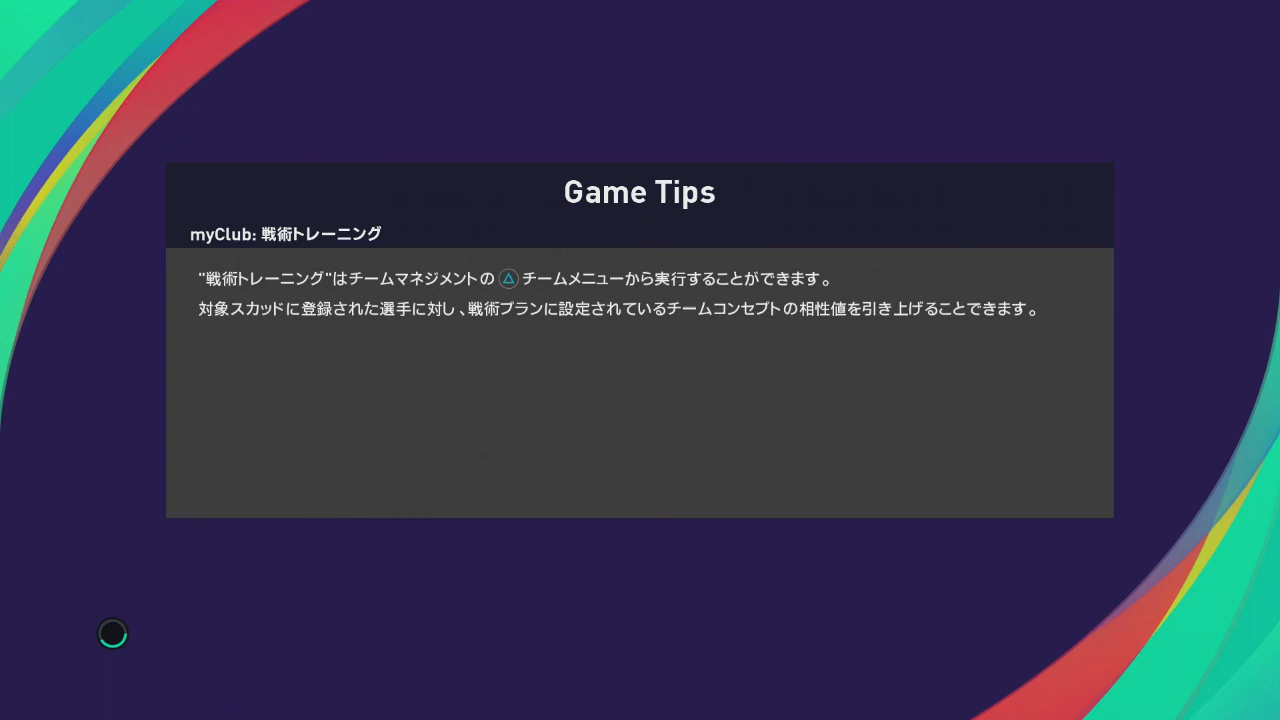 Game Tips
myClub: 戦術トレーニング
"戦術トレーニング"はチームマネジメントの △ チームメニューから実行することができます。
対象スカッドに登録された選手に対し、戦術プランに設定されているチームコンセプトの相性値を引き上げることできます。